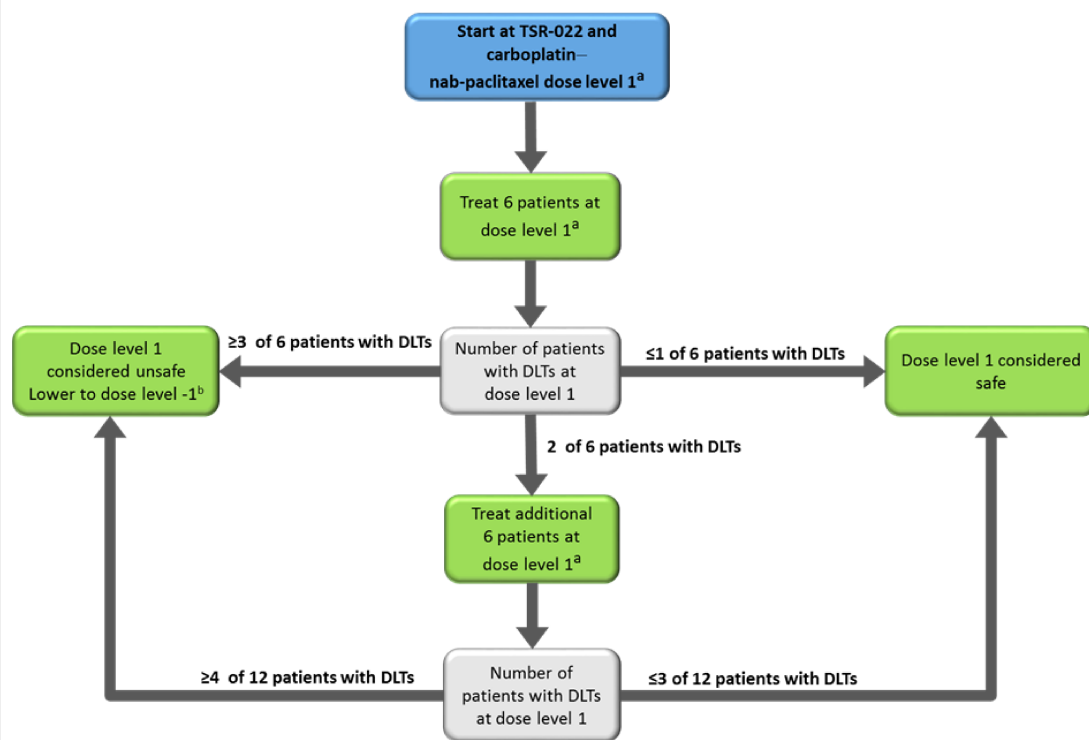 Start at TSR-022 and
carboplatin–
nab-paclitaxel dose level 1ᵃ
Treat 6 patients at
dose level 1ᵃ
≥3 of 6 patients with DLTs
Number of patients
with DLTs at
dose level 1
≤1 of 6 patients with DLTs
Dose level 1
considered unsafe
Lower to dose level -1ᵇ
Dose level 1 considered
safe
2 of 6 patients with DLTs
Treat additional
6 patients at
dose level 1ᵃ
≥4 of 12 patients with DLTs
Number of
patients with DLTs
at dose level 1
≤3 of 12 patients with DLTs